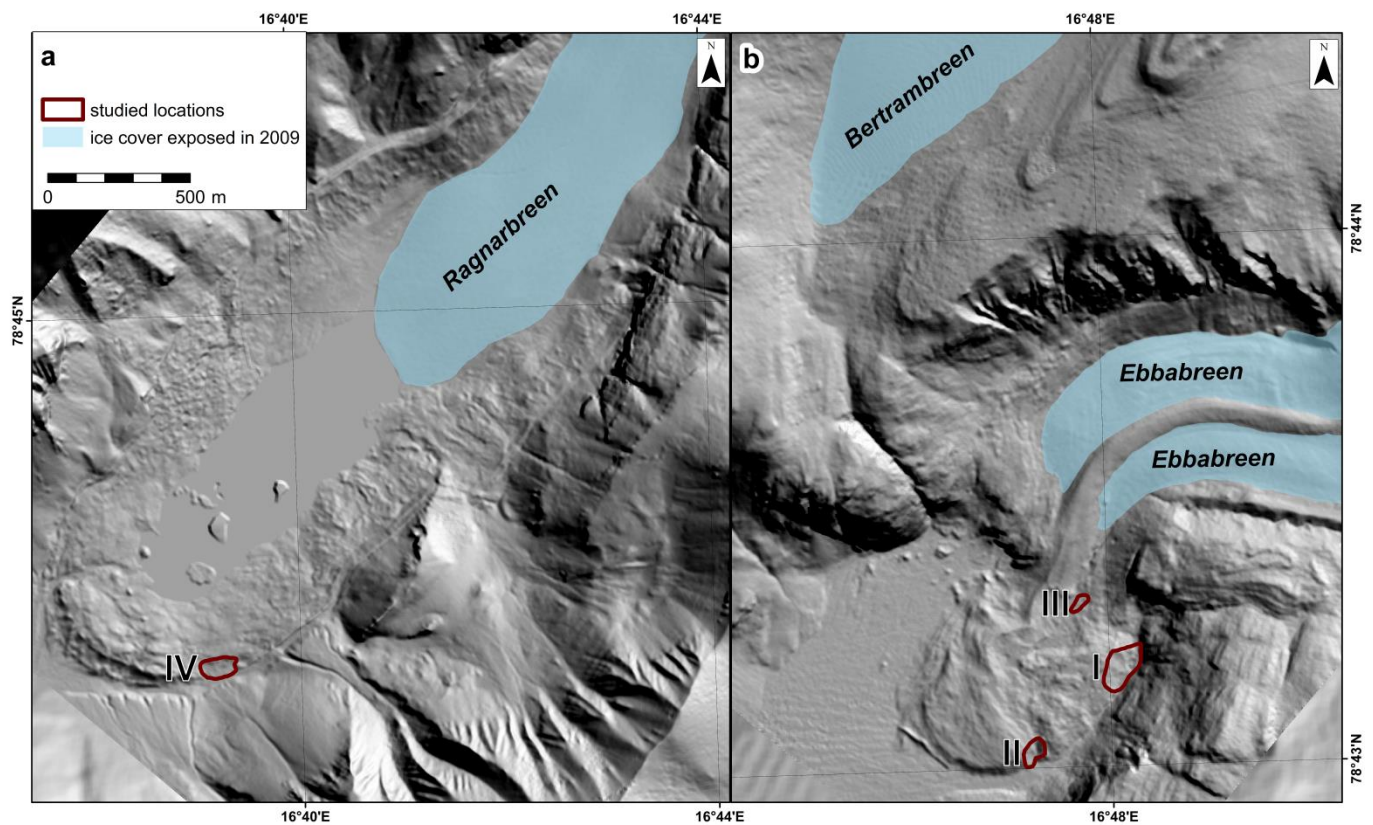 16°40'E
16°44'E
16°48'E
a
studied locations
ice cover exposed in 2009
0
500 m
N
Ragnarbreen
78°45'N
IV
b
N
Bertrambreen
78°44'N
Ebbabreen
Ebbabreen
III
I
II
78°43'N
16°40'E
16°44'E
16°48'E